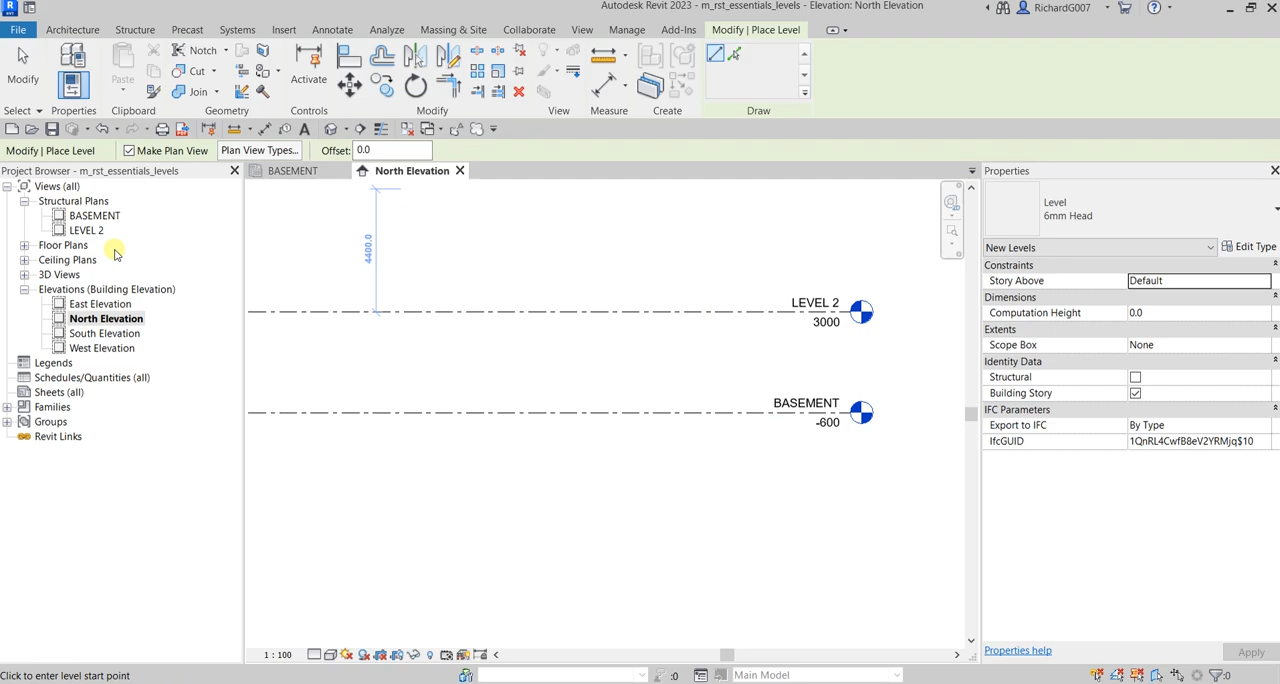 Autodesk Revit 2023 - m_rst_essentials_levels - Elevation: North Elevation
RichardG007
File
Architecture
Structure
Precast
Systems
Insert
Annotate
Analyze
Massing & Site
Collaborate
View
Manage
Add-Ins
Modify | Place Level
Modify
Paste
Notch
Cut
Join
Activate
Select
Properties
Clipboard
Geometry
Controls
Modify
View
Measure
Create
Draw
Modify | Place Level
Make Plan View
Plan View Types...
Offset:
0.0
Project Browser - m_rst_essentials_levels
BASEMENT
North Elevation
Properties
Views (all)
Structural Plans
BASEMENT
LEVEL 2
Floor Plans
Ceiling Plans
3D Views
Elevations (Building Elevation)
East Elevation
North Elevation
South Elevation
West Elevation
Legends
Schedules/Quantities (all)
Sheets (all)
Families
Groups
Revit Links
4400.0
LEVEL 2
3000
BASEMENT
-600
Level
6mm Head
New Levels
Edit Type
Constraints
Story Above Default
Dimensions
Computation Height 0.0
Extents
Scope Box None
Identity Data
Structural
Building Story
IFC Parameters
Export to IFC By Type
IfcGUID 1QnRL4CwfB8eV2YRMjq$10
Properties help
Apply
1 : 100
Click to enter level start point
:0
Main Model
:0